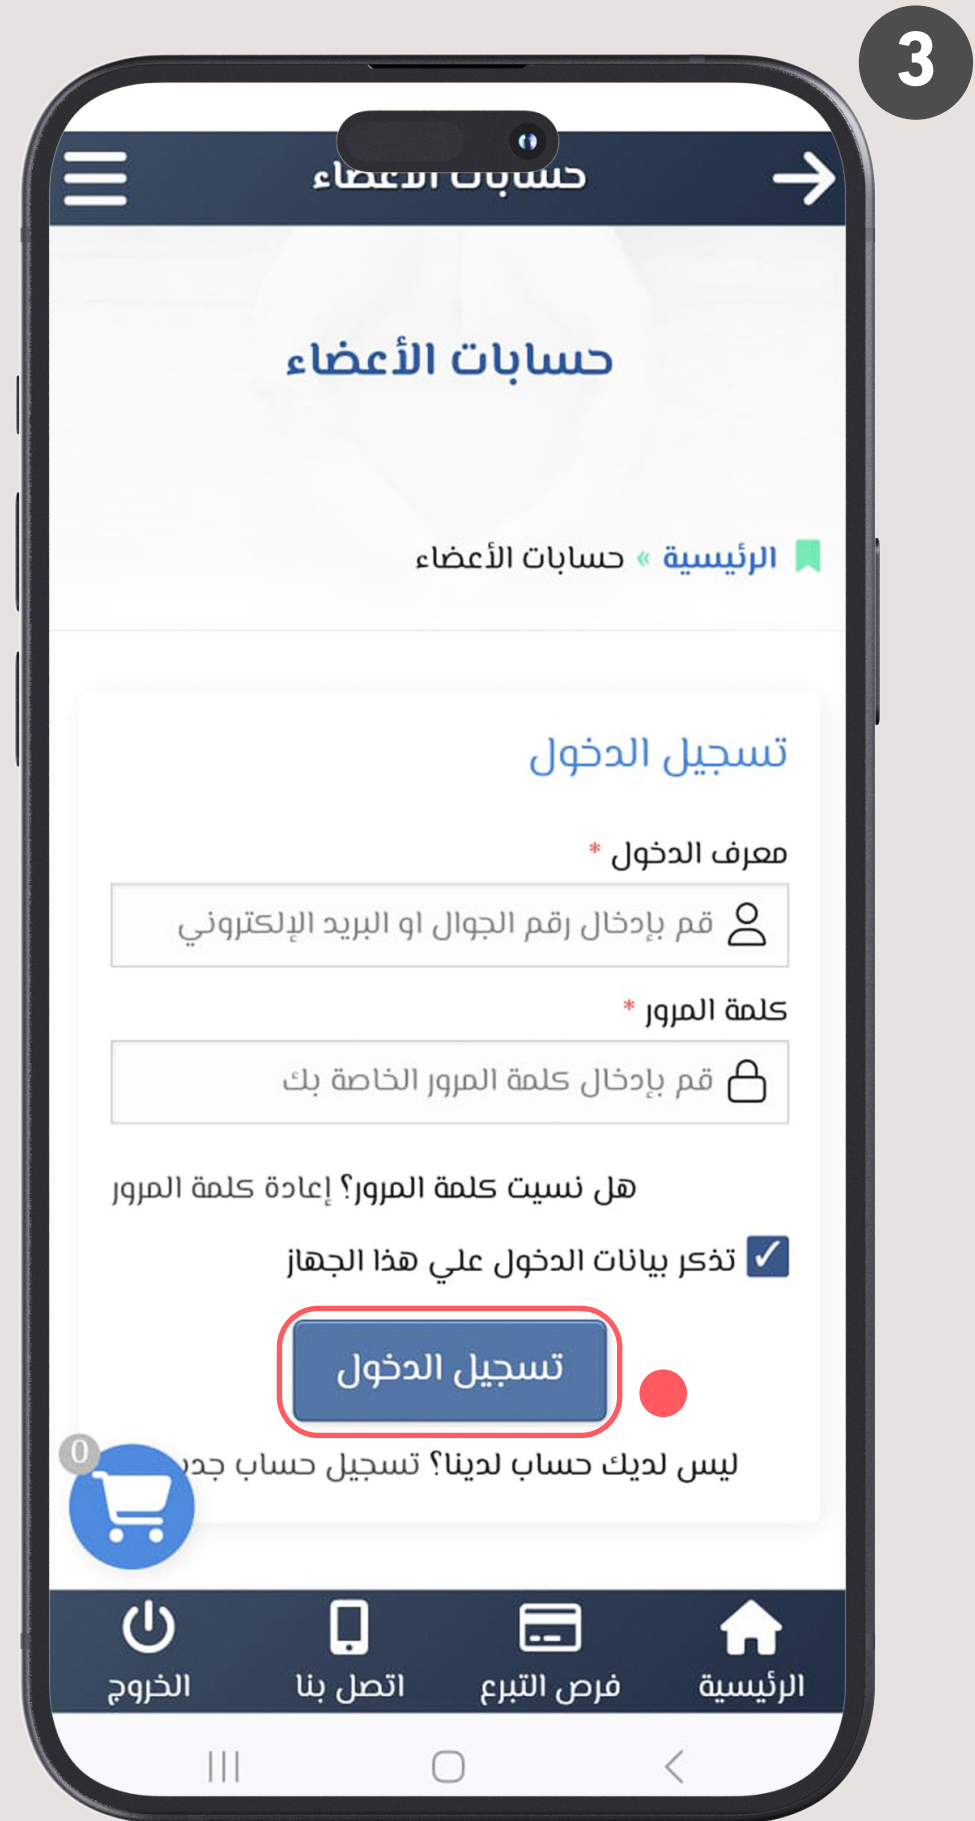 3
حسابات الأعضاء
حسابات الأعضاء
الرئيسية » حسابات الأعضاء
تسجيل الدخول
معرف الدخول *
قم بإدخال رقم الجوال او البريد الإلكتروني
كلمة المرور *
قم بإدخال كلمة المرور الخاصة بك
هل نسيت كلمة المرور؟ إعادة كلمة المرور
تذكر بيانات الدخول علي هذا الجهاز
تسجيل الدخول
ليس لديك حساب لدينا؟ تسجيل حساب
0
الرئيسية
فرص التبرع
اتصل بنا
الخروج